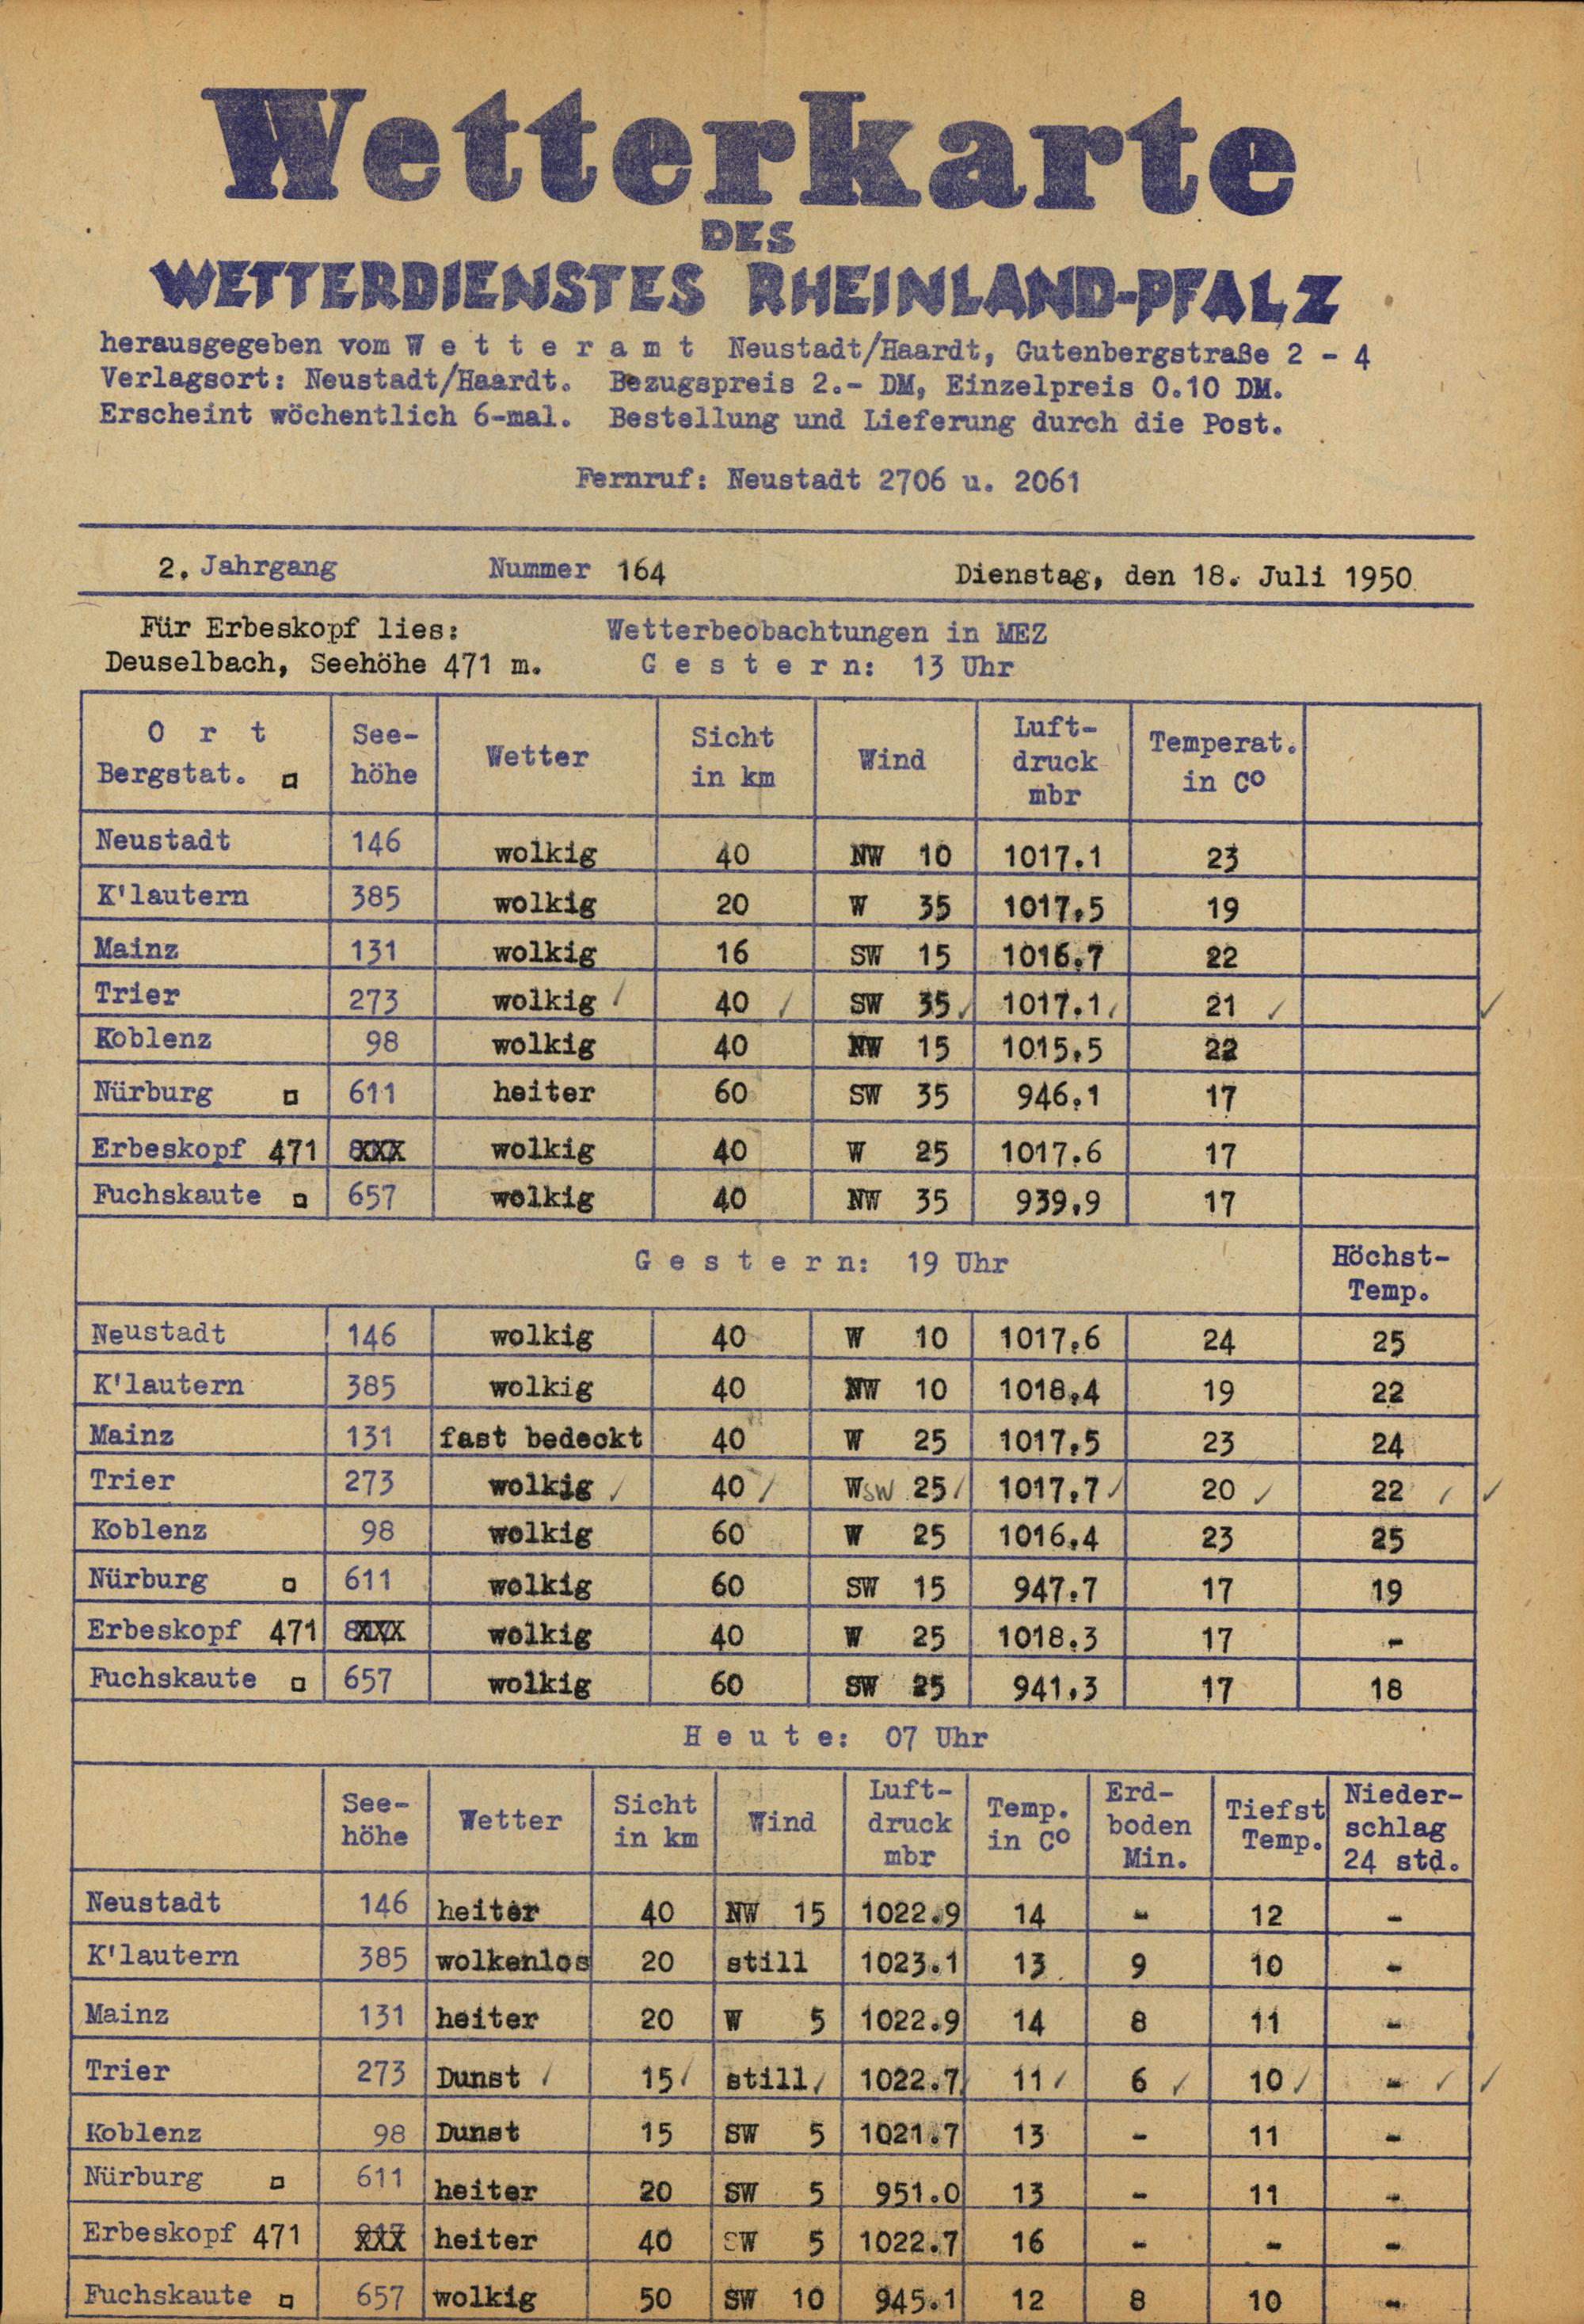 Wetterkarte
DES
WETTERDIENSTES RHEINLAND-PFALZ
herausgegeben vom W e t t e r a m t Neustadt/Haardt, Gutenbergstraße 2 - 4
Verlagsort: Neustadt/Haardt. Bezugspreis 2.- DM, Einzelpreis 0.10 DM.
Erscheint wöchentlich 6-mal. Bestellung und Lieferung durch die Post.
Fernruf: Neustadt 2706 u. 2061
2. Jahrgang Nummer 164 Dienstag, den 18. Juli 1950
Für Erbeskopf lies: Wetterbeobachtungen in MEZ
Deuselbach, Seehöhe 471 m. G e s t e r n: 13 Uhr
O r t See- Wetter Sicht Wind Luft- Temperat.
Bergstat. □ höhe in km druck in C°
mbr
Neustadt 146 wolkig 40 NW 10 1017.1 23
K'lautern 385 wolkig 20 W 35 1017.5 19
Mainz 131 wolkig 16 SW 15 1016.7 22
Trier 273 wolkig ✓ 40 ✓ SW 35 ✓ 1017.1 ✓ 21 ✓ ✓
Koblenz 98 wolkig 40 NW 15 1015.5 22
Nürburg □ 611 heiter 60 SW 35 946.1 17
Erbeskopf 471 XXX wolkig 40 W 25 1017.6 17
Fuchskaute □ 657 wolkig 40 NW 35 939.9 17
G e s t e r n: 19 Uhr Höchst-
Temp.
Neustadt 146 wolkig 40 W 10 1017.6 24 25
K'lautern 385 wolkig 40 NW 10 1018.4 19 22
Mainz 131 fast bedeckt 40 W 25 1017.5 23 24
Trier 273 wolkig ✓ 40 ✓ WSW 25 ✓ 1017.7 ✓ 20 ✓ 22 ✓ ✓
Koblenz 98 wolkig 60 W 25 1016.4 23 25
Nürburg □ 611 wolkig 60 SW 15 947.7 17 19
Erbeskopf 471 XXX wolkig 40 W 25 1018.3 17 -
Fuchskaute □ 657 wolkig 60 SW 25 941.3 17 18
H e u t e: 07 Uhr
See- Wetter Sicht Wind Luft- Temp. Erd- Tiefst Nieder-
höhe in km druck in C° boden Temp. schlag
mbr Min. 24 std.
Neustadt 146 heiter 40 NW 15 1022.9 14 - 12 -
K'lautern 385 wolkenlos 20 still 1023.1 13 9 10 -
Mainz 131 heiter 20 W 5 1022.9 14 8 11 -
Trier 273 Dunst ✓ 15 ✓ still ✓ 1022.7 ✓ 11 ✓ 6 ✓ 10 ✓ - ✓ ✓
Koblenz 98 Dunst 15 SW 5 1021.7 13 - 11 -
Nürburg □ 611 heiter 20 SW 5 951.0 13 - 11 -
Erbeskopf 471 XXX heiter 40 SW 5 1022.7 16 - - -
Fuchskaute □ 657 wolkig 50 SW 10 945.1 12 8 10 -